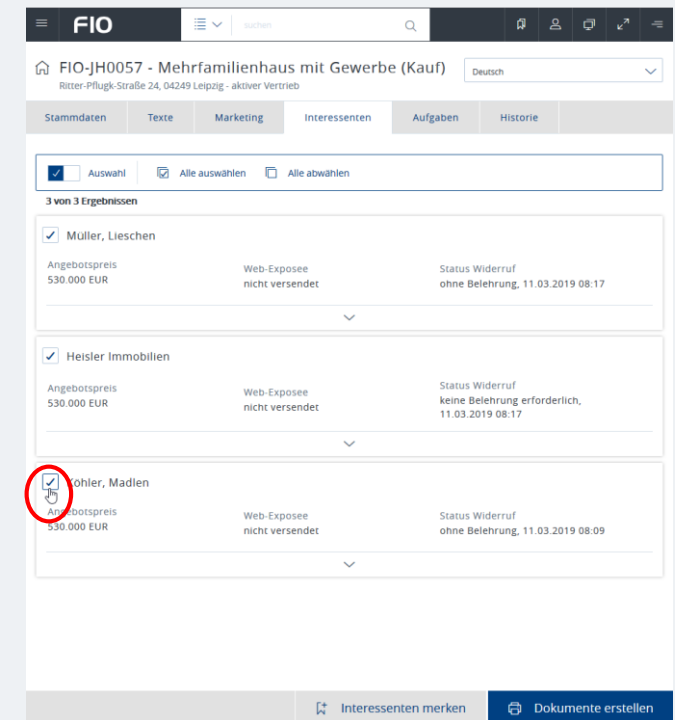 FIO
suchen
FIO-JH0057 - Mehrfamilienhaus mit Gewerbe (Kauf)
Deutsch
Ritter-Pflugk-Straße 24, 04249 Leipzig - aktiver Vertrieb
Stammdaten Texte Marketing Interessenten Aufgaben Historie
Auswahl Alle auswählen Alle abwählen
3 von 3 Ergebnissen
Müller, Lieschen
Angebotspreis Web-Exposee Status Widerruf
530.000 EUR nicht versendet ohne Belehrung, 11.03.2019 08:17
Heisler Immobilien
Angebotspreis Web-Exposee Status Widerruf
530.000 EUR nicht versendet keine Belehrung erforderlich,
11.03.2019 08:17
Köhler, Madlen
Angebotspreis Web-Exposee Status Widerruf
530.000 EUR nicht versendet ohne Belehrung, 11.03.2019 08:09
Interessenten merken Dokumente erstellen